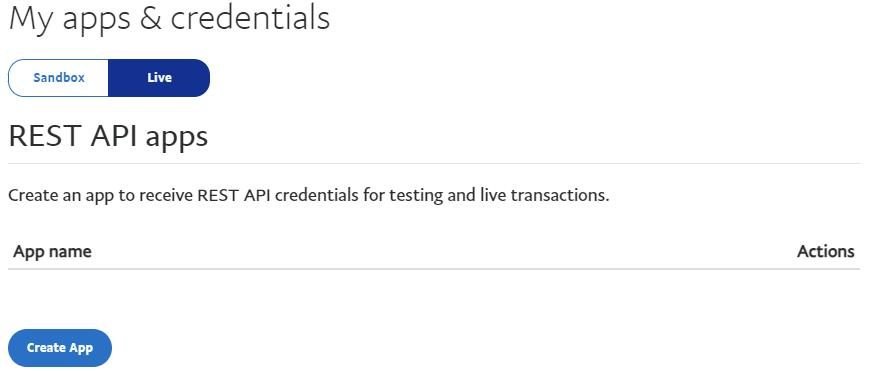 My apps & credentials
Sandbox Live
REST API apps
Create an app to receive REST API credentials for testing and live transactions.
App name Actions
Create App